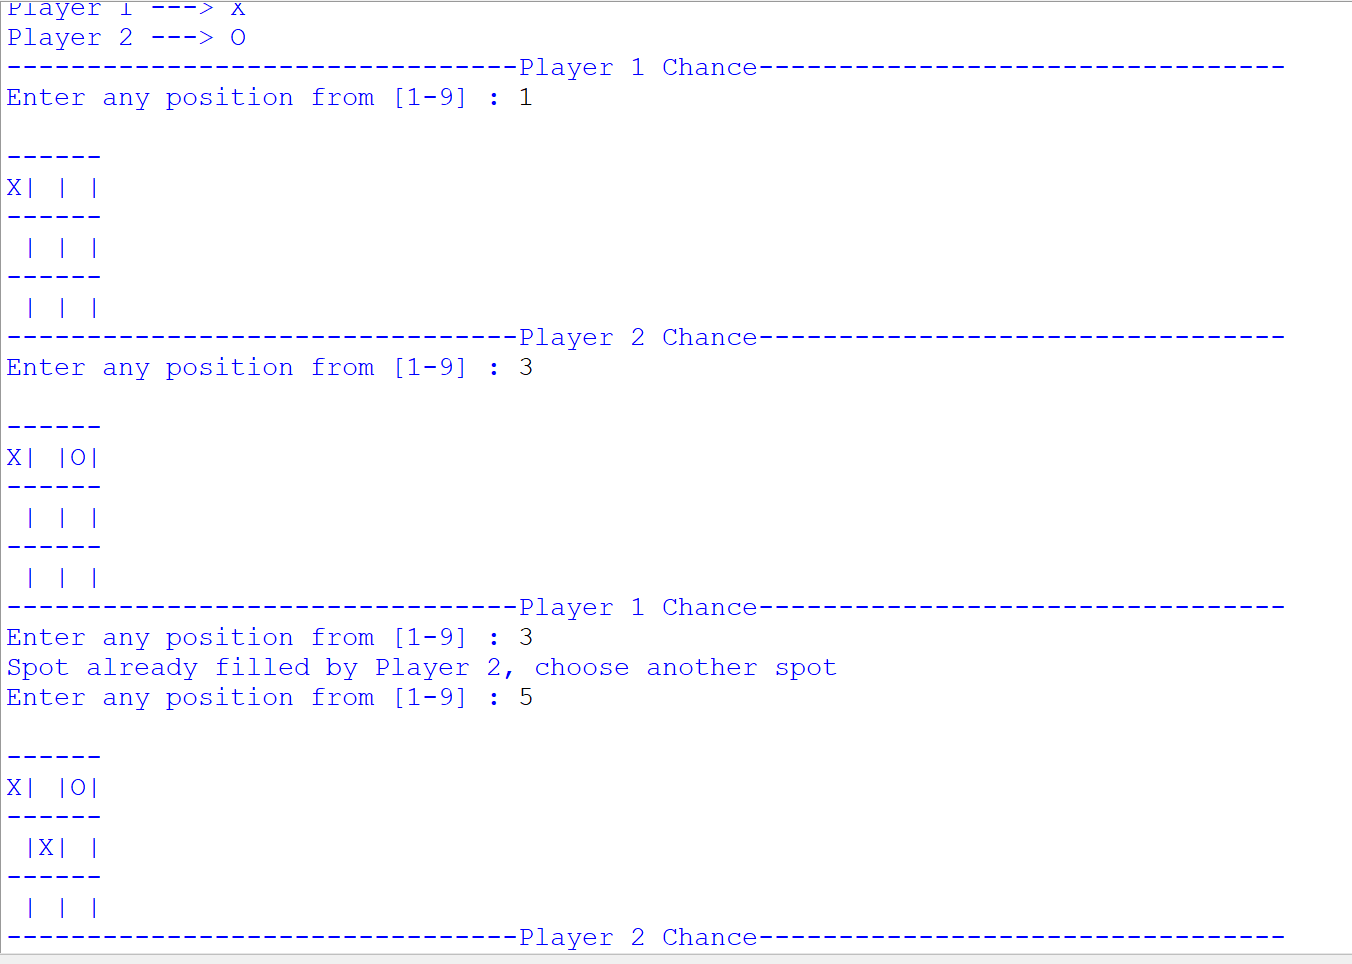 Player 1 ---> X
Player 2 ---> O
--------------------------------Player 1 Chance---------------------------------
Enter any position from [1-9] : 1
------
X| | |
------
 | | |
------
 | | |
--------------------------------Player 2 Chance---------------------------------
Enter any position from [1-9] : 3
------
X| |O|
------
 | | |
------
 | | |
--------------------------------Player 1 Chance---------------------------------
Enter any position from [1-9] : 3
Spot already filled by Player 2, choose another spot
Enter any position from [1-9] : 5
------
X| |O|
------
 |X| |
------
 | | |
--------------------------------Player 2 Chance---------------------------------